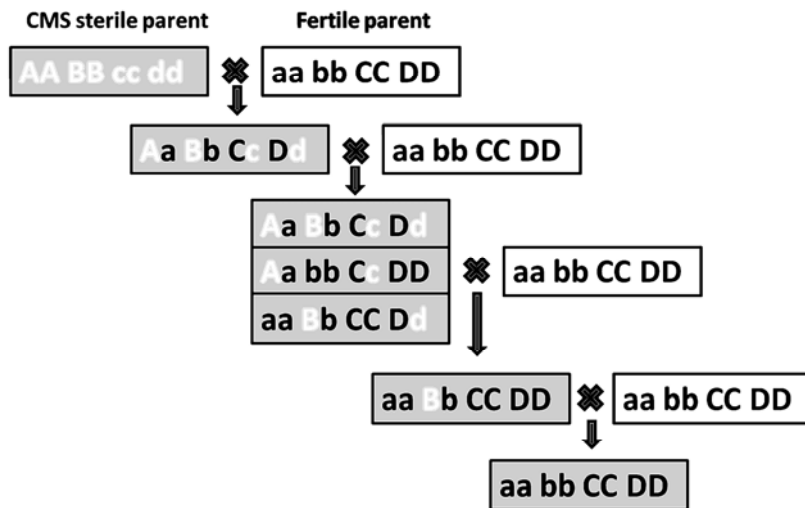 CMS sterile parent Fertile parent
AA BB cc dd aa bb CC DD
Aa Bb Cc Dd aa bb CC DD
Aa Bb Cc Dd
Aa bb Cc DD aa bb CC DD
aa Bb CC Dd
aa Bb CC DD aa bb CC DD
aa bb CC DD